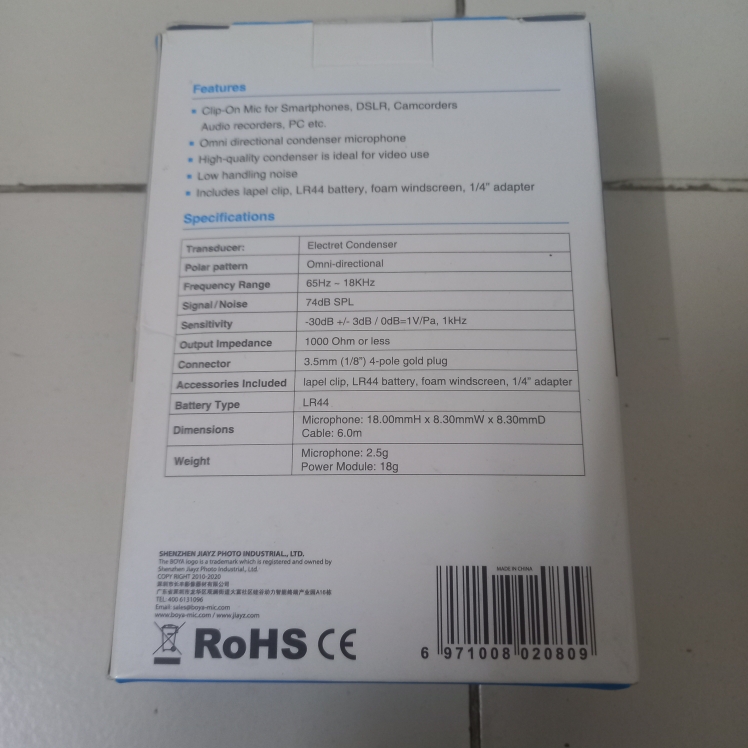 Features
Clip-On Mic for Smartphones, DSLR, Camcorders
Audio recorders, PC etc.
Omni directional condenser microphone
High-quality condenser is ideal for video use
Low handling noise
Includes lapel clip, LR44 battery, foam windscreen, 1/4" adapter
Specifications
Transducer: Electret Condenser
Polar pattern Omni-directional
Frequency Range 65Hz ~ 18KHz
Signal/Noise 74dB SPL
Sensitivity -30dB +/- 3dB / 0dB=1V/Pa, 1kHz
Output Impedance 1000 Ohm or less
Connector 3.5mm (1/8") 4-pole gold plug
Accessories Included lapel clip, LR44 battery, foam windscreen, 1/4" adapter
Battery Type LR44
Dimensions Microphone: 18.00mmH x 8.30mmW x 8.30mmD
Cable: 6.0m
Weight Microphone: 2.5g
Power Module: 18g
SHENZHEN JIAYZ PHOTO INDUSTRIAL., LTD.
The BOYA logo is a trademark which is registered and owned by
Shenzhen Jiayz Photo Industrial., Ltd.
COPY RIGHT 2010-2020
TEL: 400 6131096
Email: sales@boya-mic.com
www.boya-mic.com / www.jiayz.com
RoHS CE
MADE IN CHINA
6 971008 020809